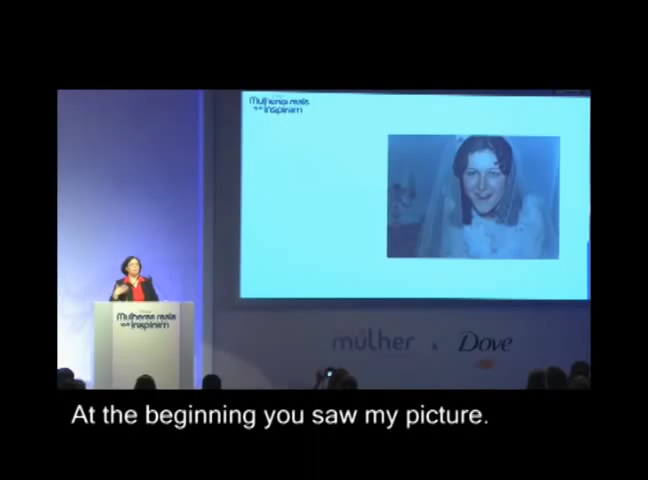 Mulheres reais
que inspiram
Mulheres reais
que inspiram
mulher & Dove
At the beginning you saw my picture.